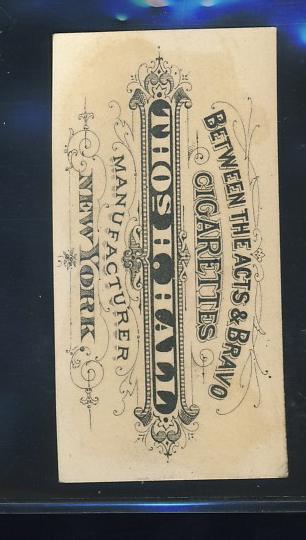 BETWEEN THE ACTS & BRAVO
CIGARETTES
THOS. H. HALL
MANUFACTURER
NEW YORK.